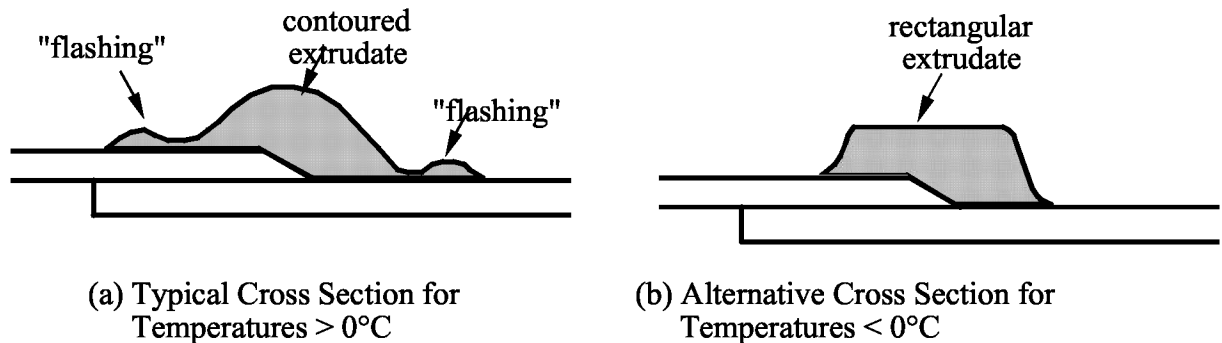 "flashing"
contoured
extrudate
"flashing"
rectangular
extrudate
(a) Typical Cross Section for
Temperatures > 0°C
(b) Alternative Cross Section for
Temperatures < 0°C